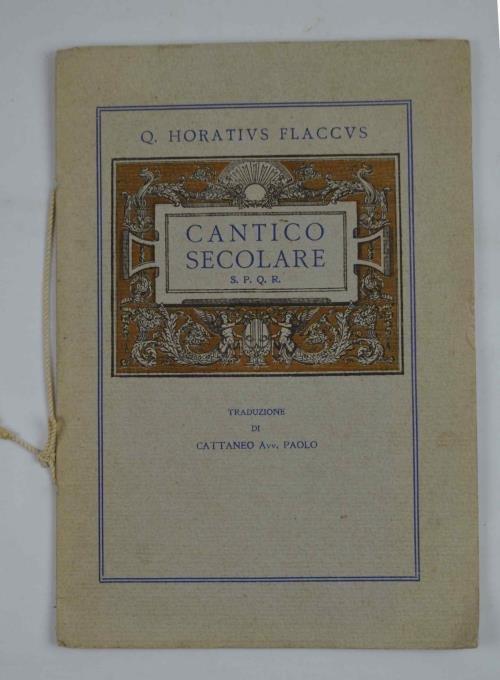 Q. HORATIVS FLACCVS
CANTICO
SECOLARE
S. P. Q. R.
TRADUZIONE
DI
CATTANEO Avv. PAOLO